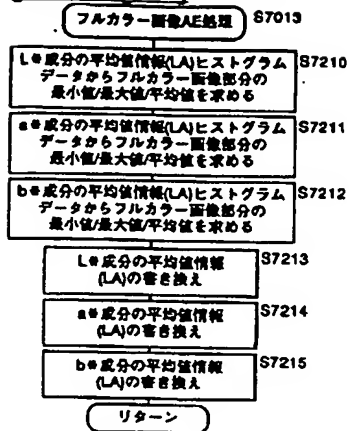 フルカラー画像AE処理 S7013
L*成分の平均値情報(LA)ヒストグラム S7210
データからフルカラー画像部分の
最小値/最大値/平均値を求める
a*成分の平均値情報(LA)ヒストグラム S7211
データからフルカラー画像部分の
最小値/最大値/平均値を求める
b*成分の平均値情報(LA)ヒストグラム S7212
データからフルカラー画像部分の
最小値/最大値/平均値を求める
L*成分の平均値情報 S7213
(LA)の書き換え
a*成分の平均値情報 S7214
(LA)の書き換え
b*成分の平均値情報 S7215
(LA)の書き換え
リターン